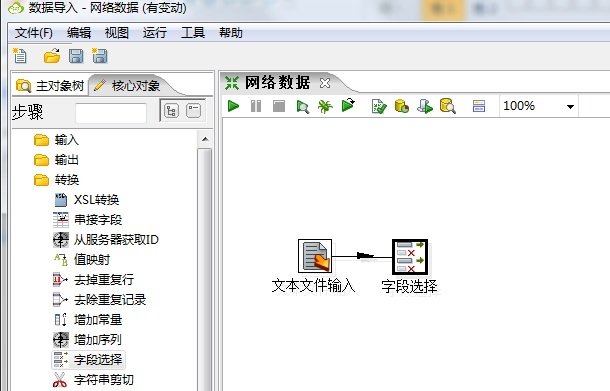 数据导入 - 网络数据 (有变动)
文件(F) 编辑 视图 运行 工具 帮助
主对象树 核心对象
步骤
输入
输出
转换
XSL转换
串接字段
从服务器获取ID
值映射
去掉重复行
去除重复记录
增加常量
增加序列
字段选择
字符串剪切
网络数据
100%
文本文件输入
字段选择